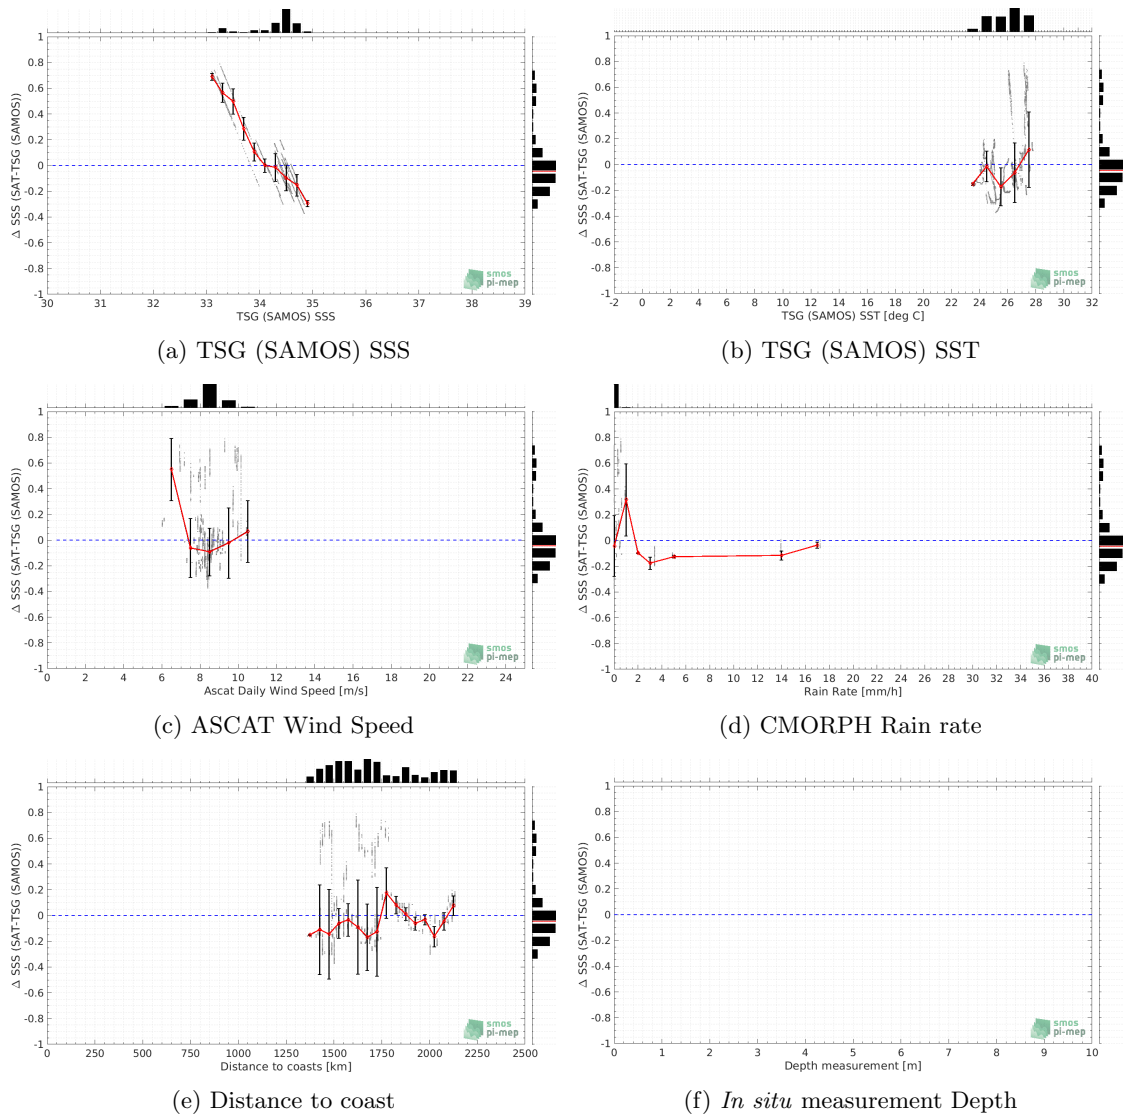 1
0.8
0.6
0.4
0.2
0
-0.2
-0.4
-0.6
-0.8
-1
Δ SSS (SAT-TSG (SAMOS))
30 31 32 33 34 35 36 37 38 39
TSG (SAMOS) SSS
smos
pi-mep
(a) TSG (SAMOS) SSS
1
0.8
0.6
0.4
0.2
0
-0.2
-0.4
-0.6
-0.8
-1
Δ SSS (SAT-TSG (SAMOS))
-2 0 2 4 6 8 10 12 14 16 18 20 22 24 26 28 30 32
TSG (SAMOS) SST [deg C]
smos
pi-mep
(b) TSG (SAMOS) SST
1
0.8
0.6
0.4
0.2
0
-0.2
-0.4
-0.6
-0.8
-1
Δ SSS (SAT-TSG (SAMOS))
0 2 4 6 8 10 12 14 16 18 20 22 24
Ascat Daily Wind Speed [m/s]
smos
pi-mep
(c) ASCAT Wind Speed
1
0.8
0.6
0.4
0.2
0
-0.2
-0.4
-0.6
-0.8
-1
Δ SSS (SAT-TSG (SAMOS))
0 2 4 6 8 10 12 14 16 18 20 22 24 26 28 30 32 34 36 38 40
Rain Rate [mm/h]
smos
pi-mep
(d) CMORPH Rain rate
1
0.8
0.6
0.4
0.2
0
-0.2
-0.4
-0.6
-0.8
-1
Δ SSS (SAT-TSG (SAMOS))
0 250 500 750 1000 1250 1500 1750 2000 2250 2500
Distance to coasts [km]
smos
pi-mep
(e) Distance to coast
1
0.8
0.6
0.4
0.2
0
-0.2
-0.4
-0.6
-0.8
-1
Δ SSS (SAT-TSG (SAMOS))
0 1 2 3 4 5 6 7 8 9 10
Depth measurement [m]
smos
pi-mep
(f) In situ measurement Depth